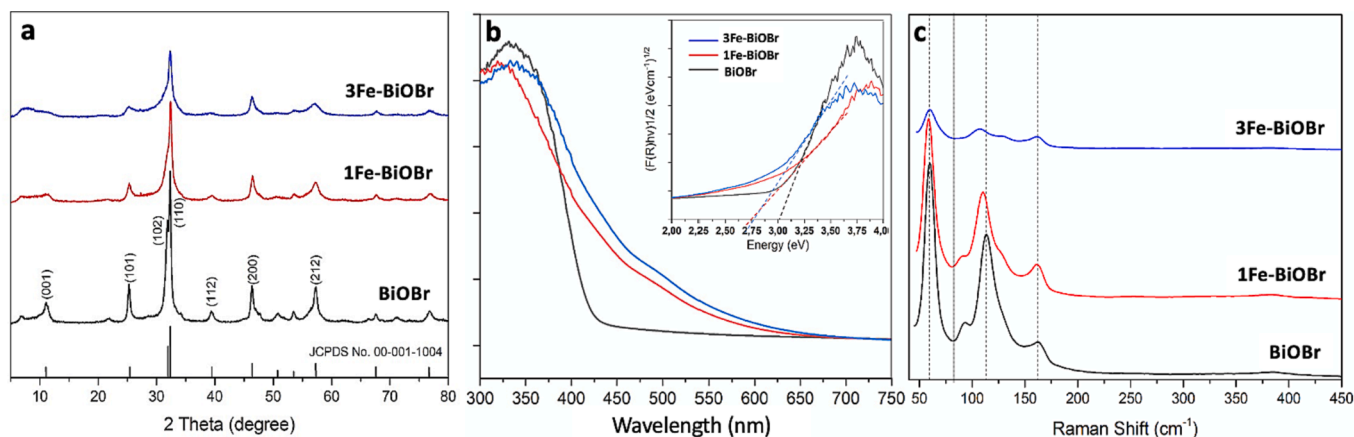 a
3Fe-BiOBr
1Fe-BiOBr
(110)
(102)
(001)
(101)
(112)
(200)
(212)
BiOBr
JCPDS No. 00-001-1004
10 20 30 40 50 60 70 80
2 Theta (degree)
b
3Fe-BiOBr
1Fe-BiOBr
BiOBr
(F(R)hν)1/2 (eVcm⁻¹)^1/2
2,00 2,25 2,50 2,75 3,00 3,25 3,50 3,75 4,00
Energy (eV)
300 350 400 450 500 550 600 650 700 750
Wavelength (nm)
c
3Fe-BiOBr
1Fe-BiOBr
BiOBr
50 100 150 200 250 300 350 400 450
Raman Shift (cm⁻¹)